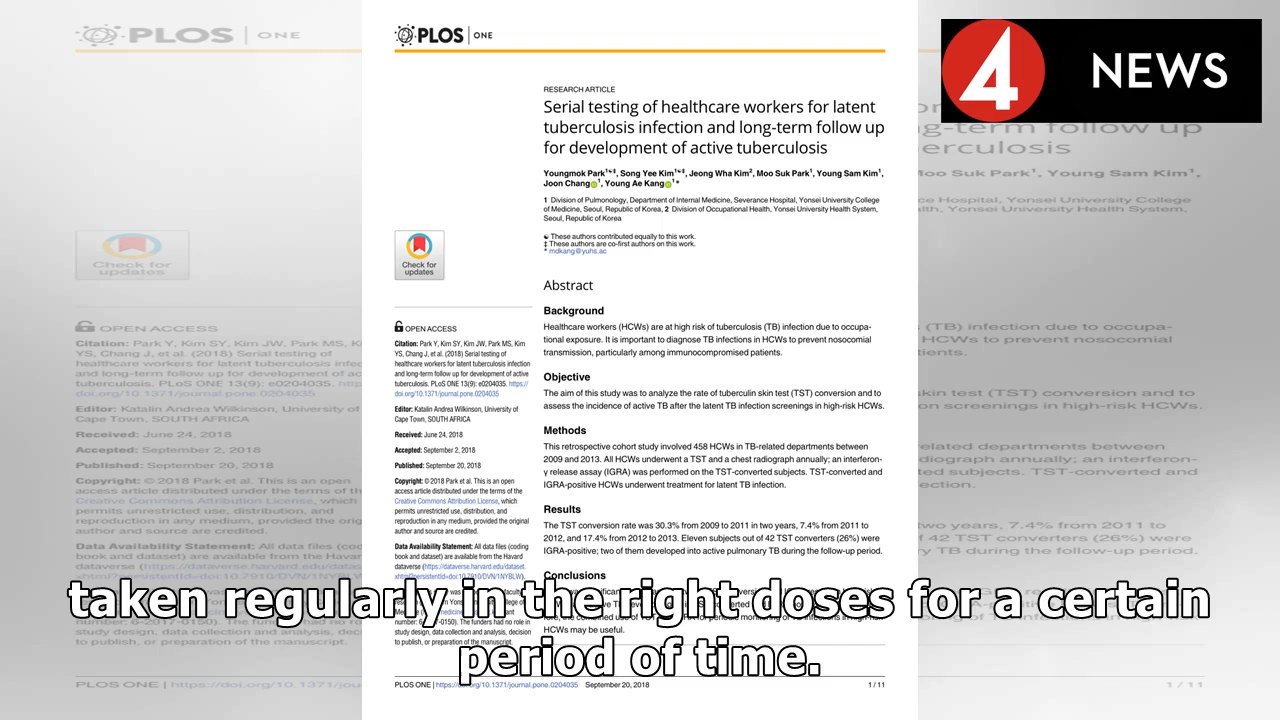 PLOS ONE
4 NEWS
RESEARCH ARTICLE
Serial testing of healthcare workers for latent
tuberculosis infection and long-term follow up
for development of active tuberculosis
Youngmok Park1☯‡, Song Yee Kim1☯‡, Jeong Wha Kim2, Moo Suk Park1, Young Sam Kim1,
Joon Chang1, Young Ae Kang1*
1 Division of Pulmonology, Department of Internal Medicine, Severance Hospital, Yonsei University College
of Medicine, Seoul, Republic of Korea, 2 Division of Occupational Health, Yonsei University Health System,
Seoul, Republic of Korea
☯ These authors contributed equally to this work.
‡ These authors are co-first authors on this work.
* mdkang@yuhs.ac
Check for
updates
Abstract
Background
Healthcare workers (HCWs) are at high risk of tuberculosis (TB) infection due to occupa-
tional exposure. It is important to diagnose TB infections in HCWs to prevent nosocomial
transmission, particularly among immunocompromised patients.
Objective
The aim of this study was to analyze the rate of tuberculin skin test (TST) conversion and to
assess the incidence of active TB after the latent TB infection screenings in high-risk HCWs.
Methods
This retrospective cohort study involved 458 HCWs in TB-related departments between
2009 and 2013. All HCWs underwent a TST and a chest radiograph annually; an interferon-
γ release assay (IGRA) was performed on the TST-converted subjects. TST-converted and
IGRA-positive HCWs underwent treatment for latent TB infection.
Results
The TST conversion rate was 30.3% from 2009 to 2011 in two years, 7.4% from 2011 to
2012, and 17.4% from 2012 to 2013. Eleven subjects out of 42 TST converters (26%) were
IGRA-positive; two of them developed into active pulmonary TB during the follow-up period.
Conclusions
HCWs may be useful.
OPEN ACCESS
Citation: Park Y, Kim SY, Kim JW, Park MS, Kim
YS, Chang J, et al. (2018) Serial testing of
healthcare workers for latent tuberculosis infection
and long-term follow up for development of active
tuberculosis. PLoS ONE 13(9): e0204035. https://
doi.org/10.1371/journal.pone.0204035
Editor: Katalin Andrea Wilkinson, University of
Cape Town, SOUTH AFRICA
Received: June 24, 2018
Accepted: September 2, 2018
Published: September 20, 2018
Copyright: © 2018 Park et al. This is an open
access article distributed under the terms of the
Creative Commons Attribution License, which
permits unrestricted use, distribution, and
reproduction in any medium, provided the original
author and source are credited.
Data Availability Statement: All data files (coding
book and dataset) are available from the Harvard
dataverse (https://dataverse.harvard.edu/dataset.
xhtml?persistentId=doi:10.7910/DVN/1NYBLW).
number: 6-2017-0150). The funders had no role in
study design, data collection and analysis, decision
to publish, or preparation of the manuscript.
taken regularly in the right doses for a certain
period of time.
PLOS ONE | https://doi.org/10.1371/journal.pone.0204035 September 20, 2018 1 / 11